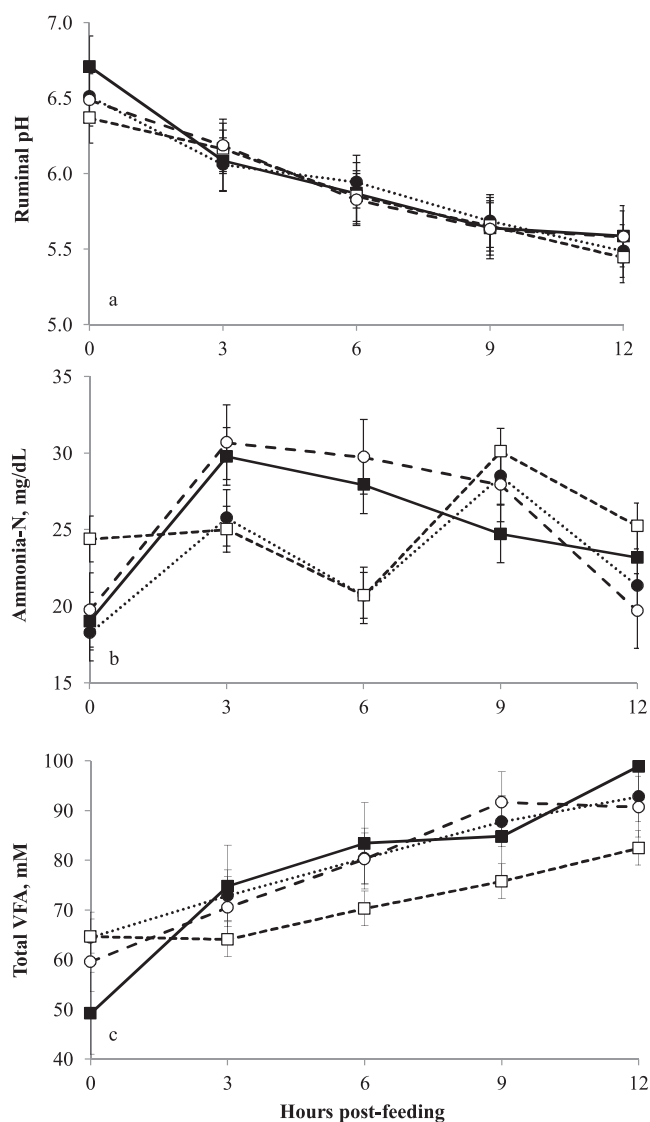 7.0
6.5
6.0
5.5
5.0
Ruminal pH
a
0 3 6 9 12
35
30
25
20
15
Ammonia-N, mg/dL
b
0 3 6 9 12
100
90
80
70
60
50
40
Total VFA, mM
c
0 3 6 9 12
Hours post-feeding